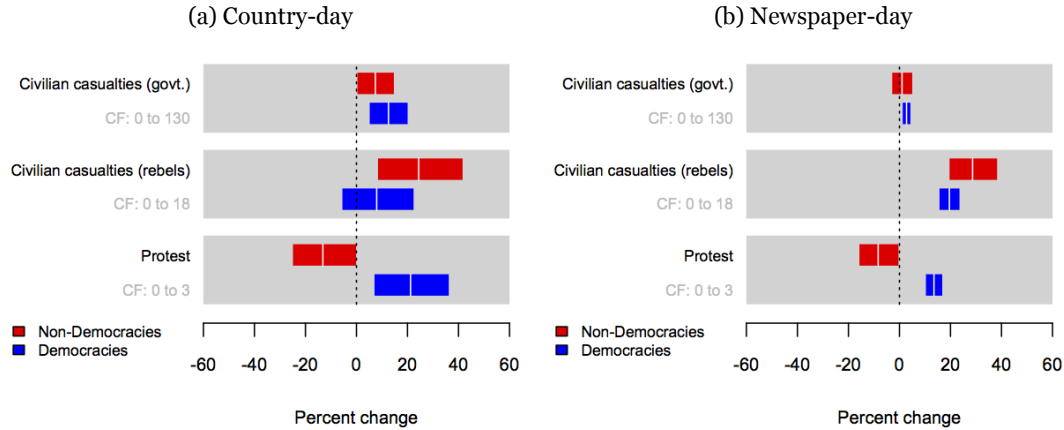 (a) Country-day
Civilian casualties (govt.)
CF: 0 to 130
Civilian casualties (rebels)
CF: 0 to 18
Protest
CF: 0 to 3
Non-Democracies
Democracies
-60 -40 -20 0 20 40 60
Percent change
(b) Newspaper-day
Civilian casualties (govt.)
CF: 0 to 130
Civilian casualties (rebels)
CF: 0 to 18
Protest
CF: 0 to 3
Non-Democracies
Democracies
-60 -40 -20 0 20 40 60
Percent change